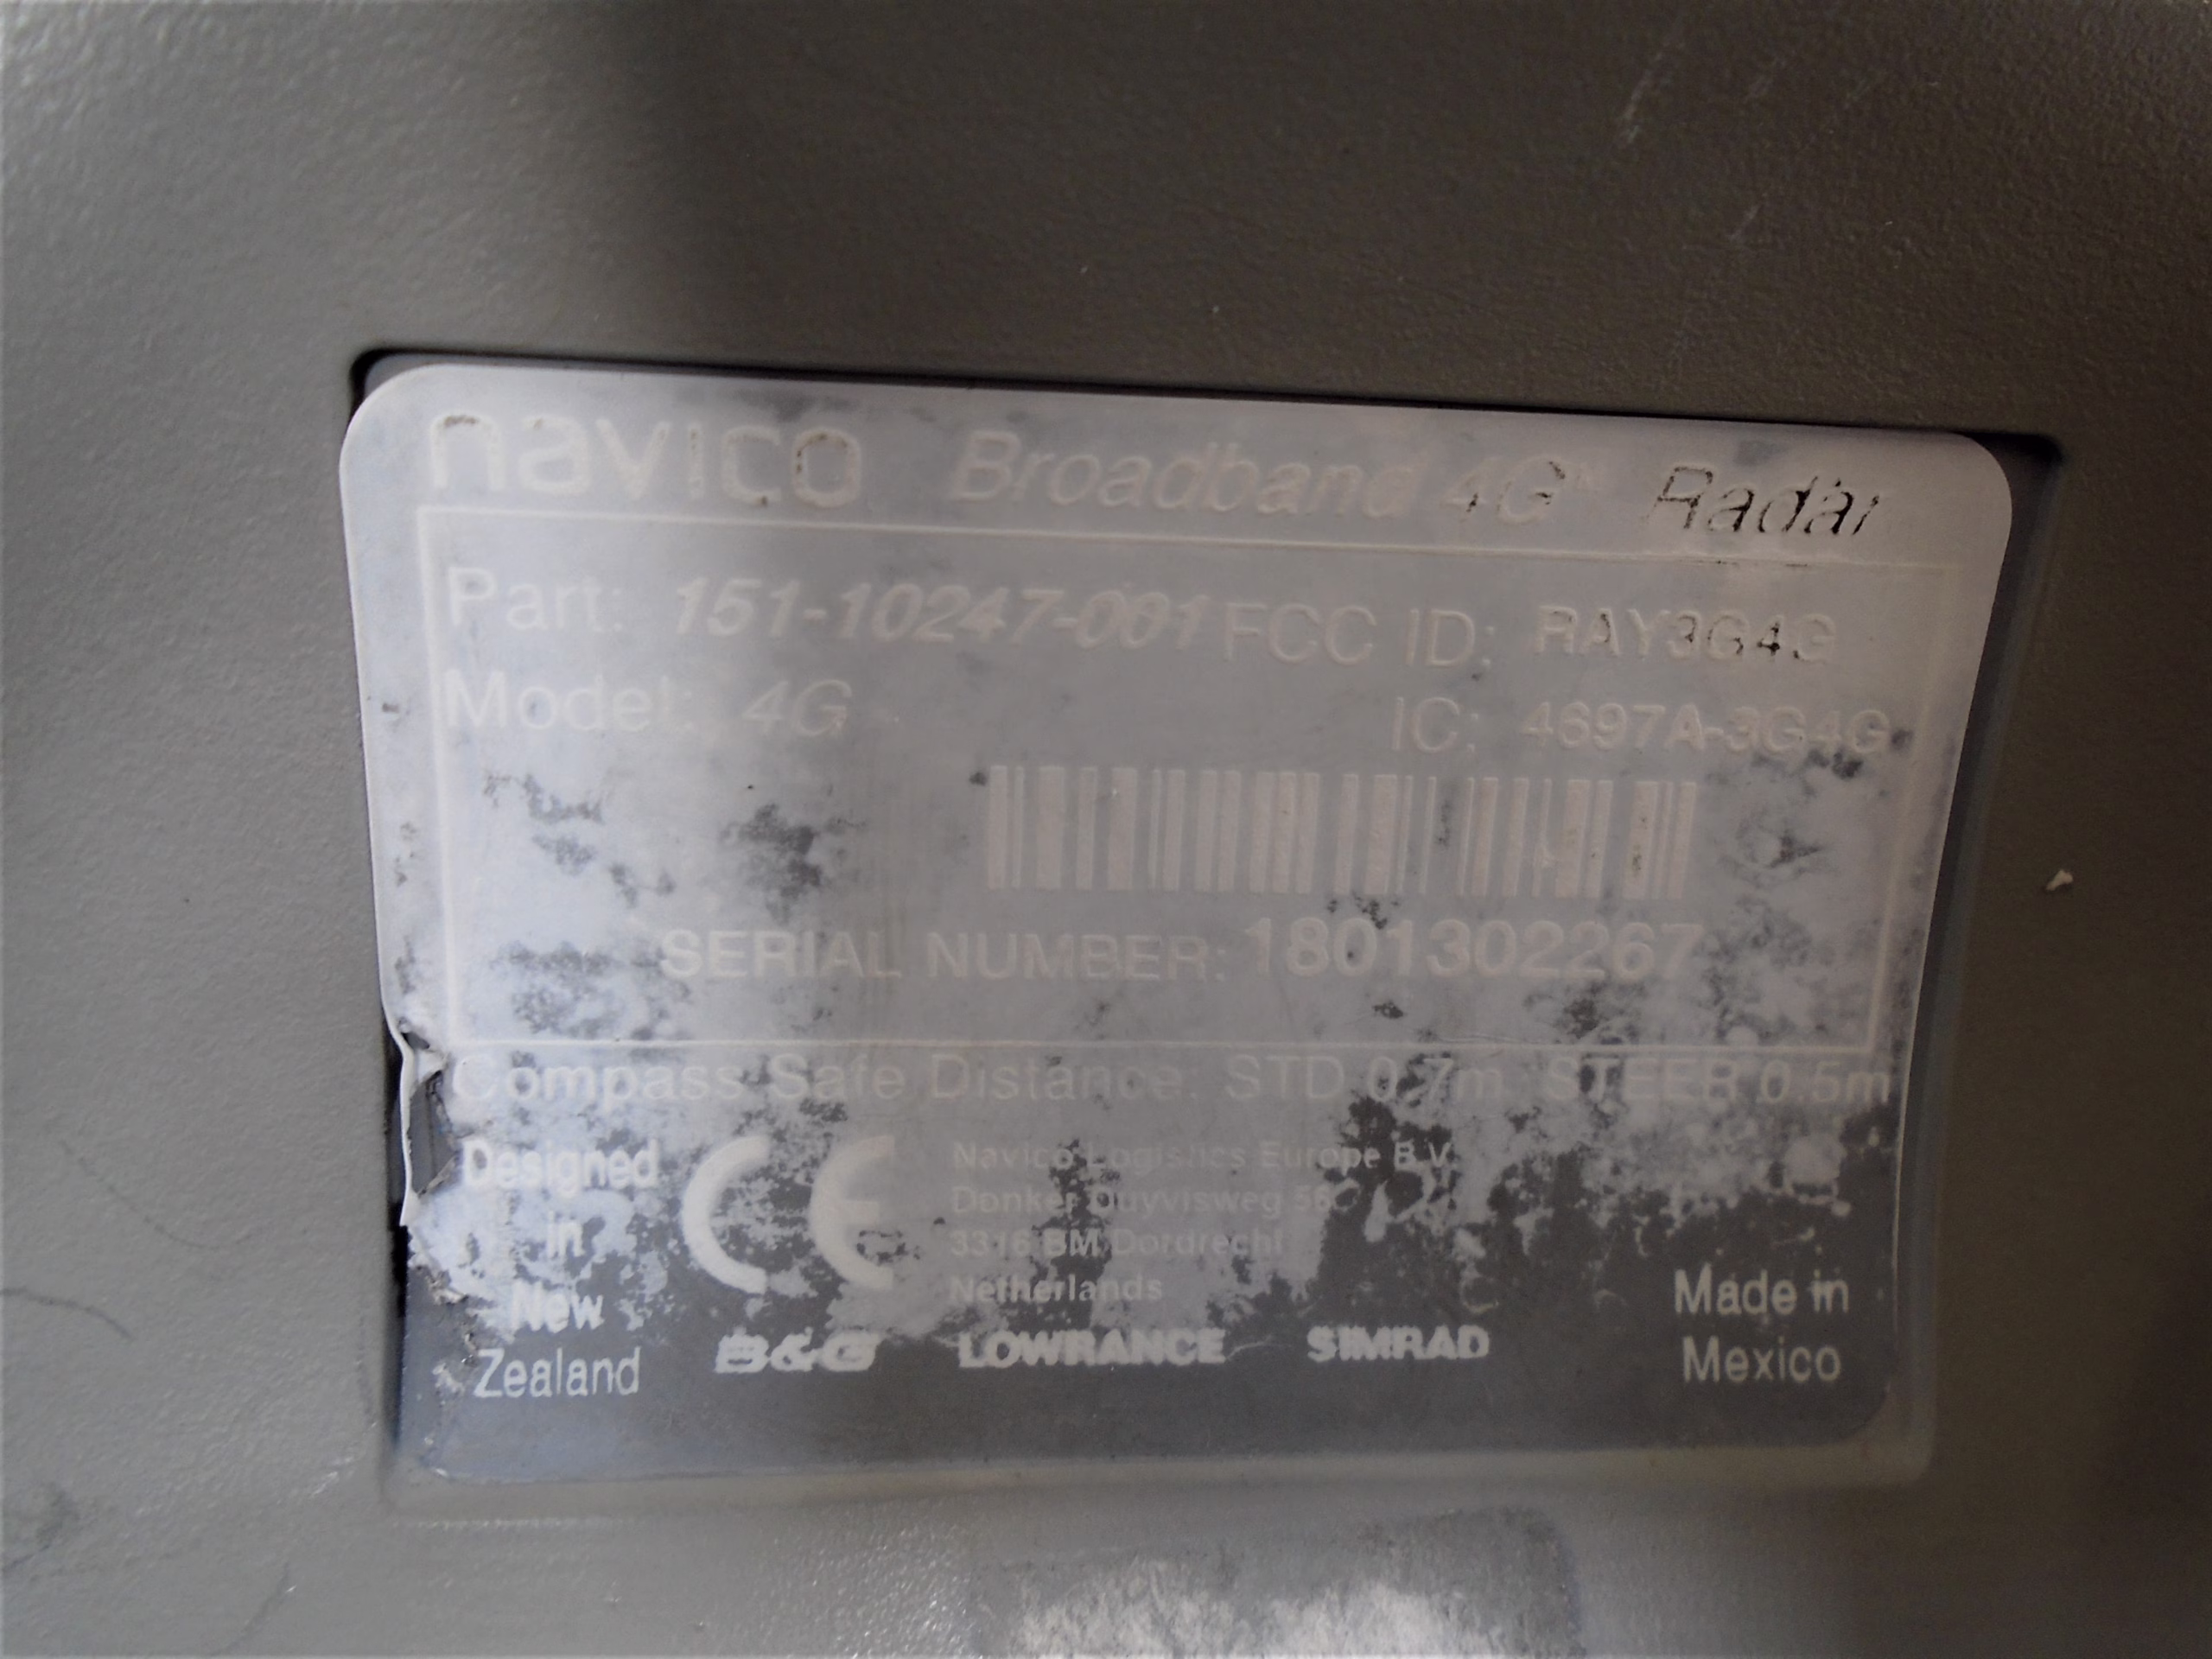 navico Broadband 4G™ Radar
Part: 151-10247-001 FCC ID: RAY3G4G
Model: 4G IC: 4697A-3G4G
SERIAL NUMBER: 1801302267
Compass Safe Distance: STD 0.7m STEER 0.5m
Designed
in
New
Zealand
CE
Navico Logistics Europe B.V.
Donker Duyvisweg 56
3316 BM Dordrecht
Netherlands
B&G LOWRANCE SIMRAD
Made in
Mexico